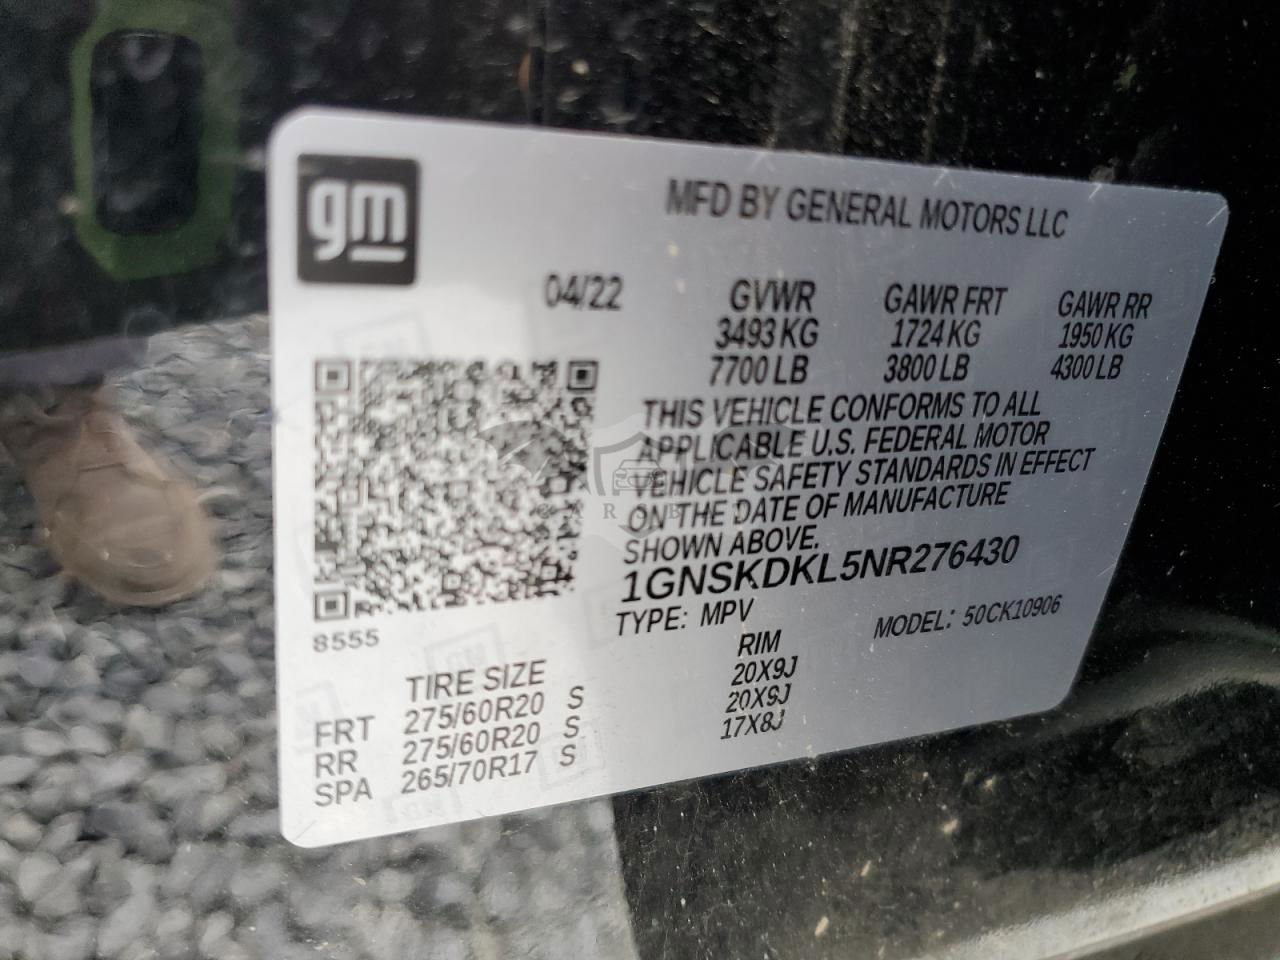 gm
MFD BY GENERAL MOTORS LLC
04/22 GVWR GAWR FRT GAWR RR
3493 KG 1724 KG 1950 KG
7700 LB 3800 LB 4300 LB
THIS VEHICLE CONFORMS TO ALL
APPLICABLE U.S. FEDERAL MOTOR
VEHICLE SAFETY STANDARDS IN EFFECT
ON THE DATE OF MANUFACTURE
SHOWN ABOVE.
1GNSKDKL5NR276430
TYPE: MPV MODEL: 50CK10906
8555
TIRE SIZE RIM
FRT 275/60R20 S 20X9J
RR 275/60R20 S 20X9J
SPA 265/70R17 S 17X8J